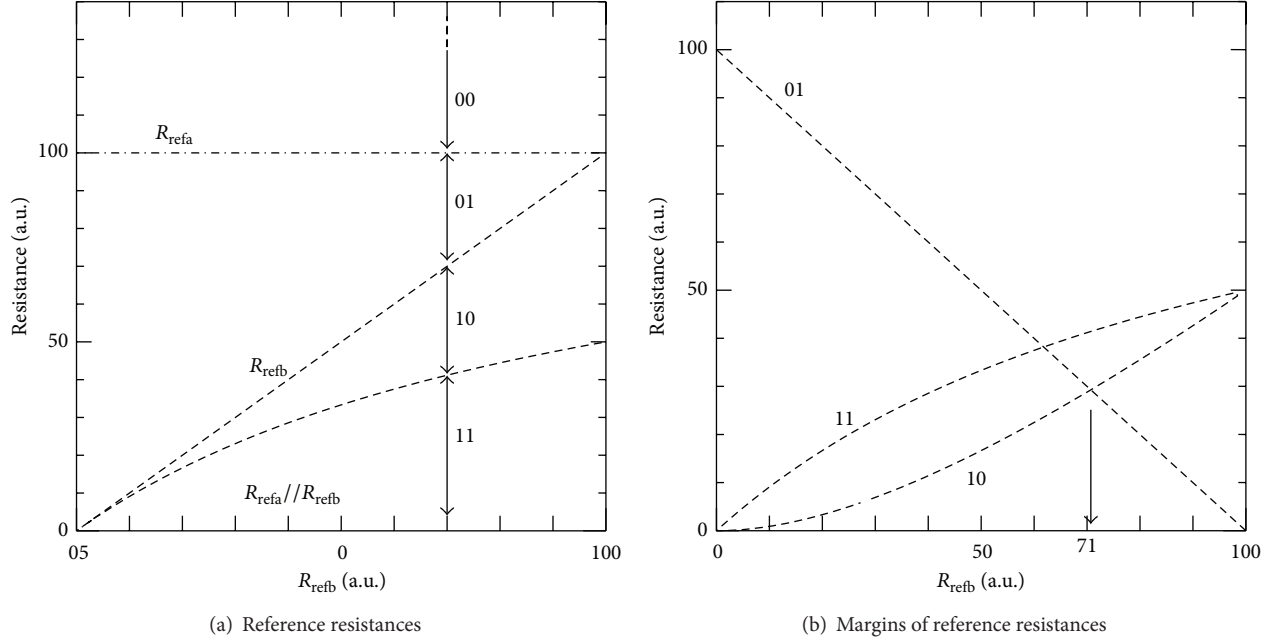 00
R_refa
100
01
Resistance (a.u.)
50
10
R_refb
11
R_refa//R_refb
0
05 0 100
R_refb (a.u.)
(a) Reference resistances
100
01
Resistance (a.u.)
50
11
10
0
0 50 71 100
R_refb (a.u.)
(b) Margins of reference resistances